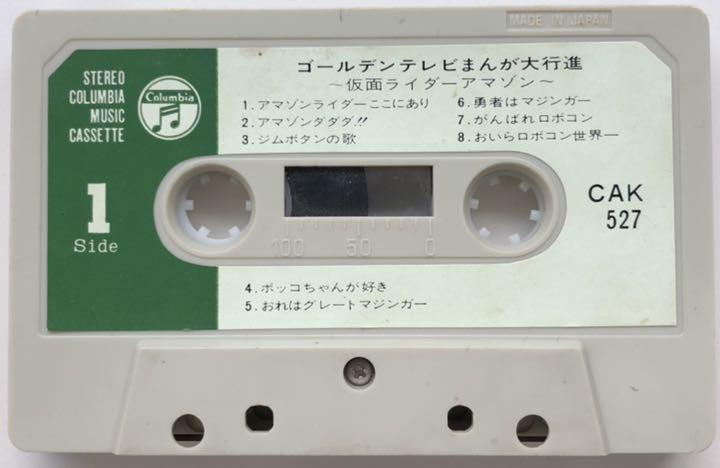 MADE IN JAPAN
STEREO
COLUMBIA
MUSIC
CASSETTE
Columbia
ゴールデンテレビまんが大行進
〜仮面ライダーアマゾン〜
1.アマゾンライダーここにあり
2.アマゾンダダダ!!
3.ジムボタンの歌
6.勇者はマジンガー
7.がんばれロボコン
8.おいらロボコン世界一
1
Side
CAK
527
100 50 0
4.ポッコちゃんが好き
5.おれはグレートマジンガー